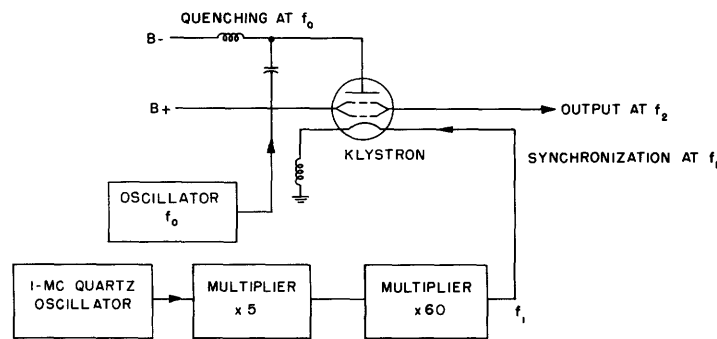 QUENCHING AT f₀
B-
B+
OUTPUT AT f₂
KLYSTRON
SYNCHRONIZATION AT f₁
OSCILLATOR
f₀
1-MC QUARTZ
OSCILLATOR
MULTIPLIER
x 5
MULTIPLIER
x 60
f₁